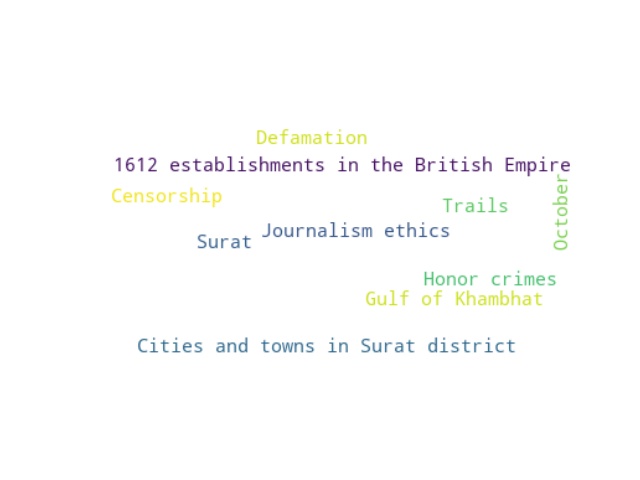 Defamation
1612 establishments in the British Empire
Censorship
Trails
October
Journalism ethics
Surat
Honor crimes
Gulf of Khambhat
Cities and towns in Surat district